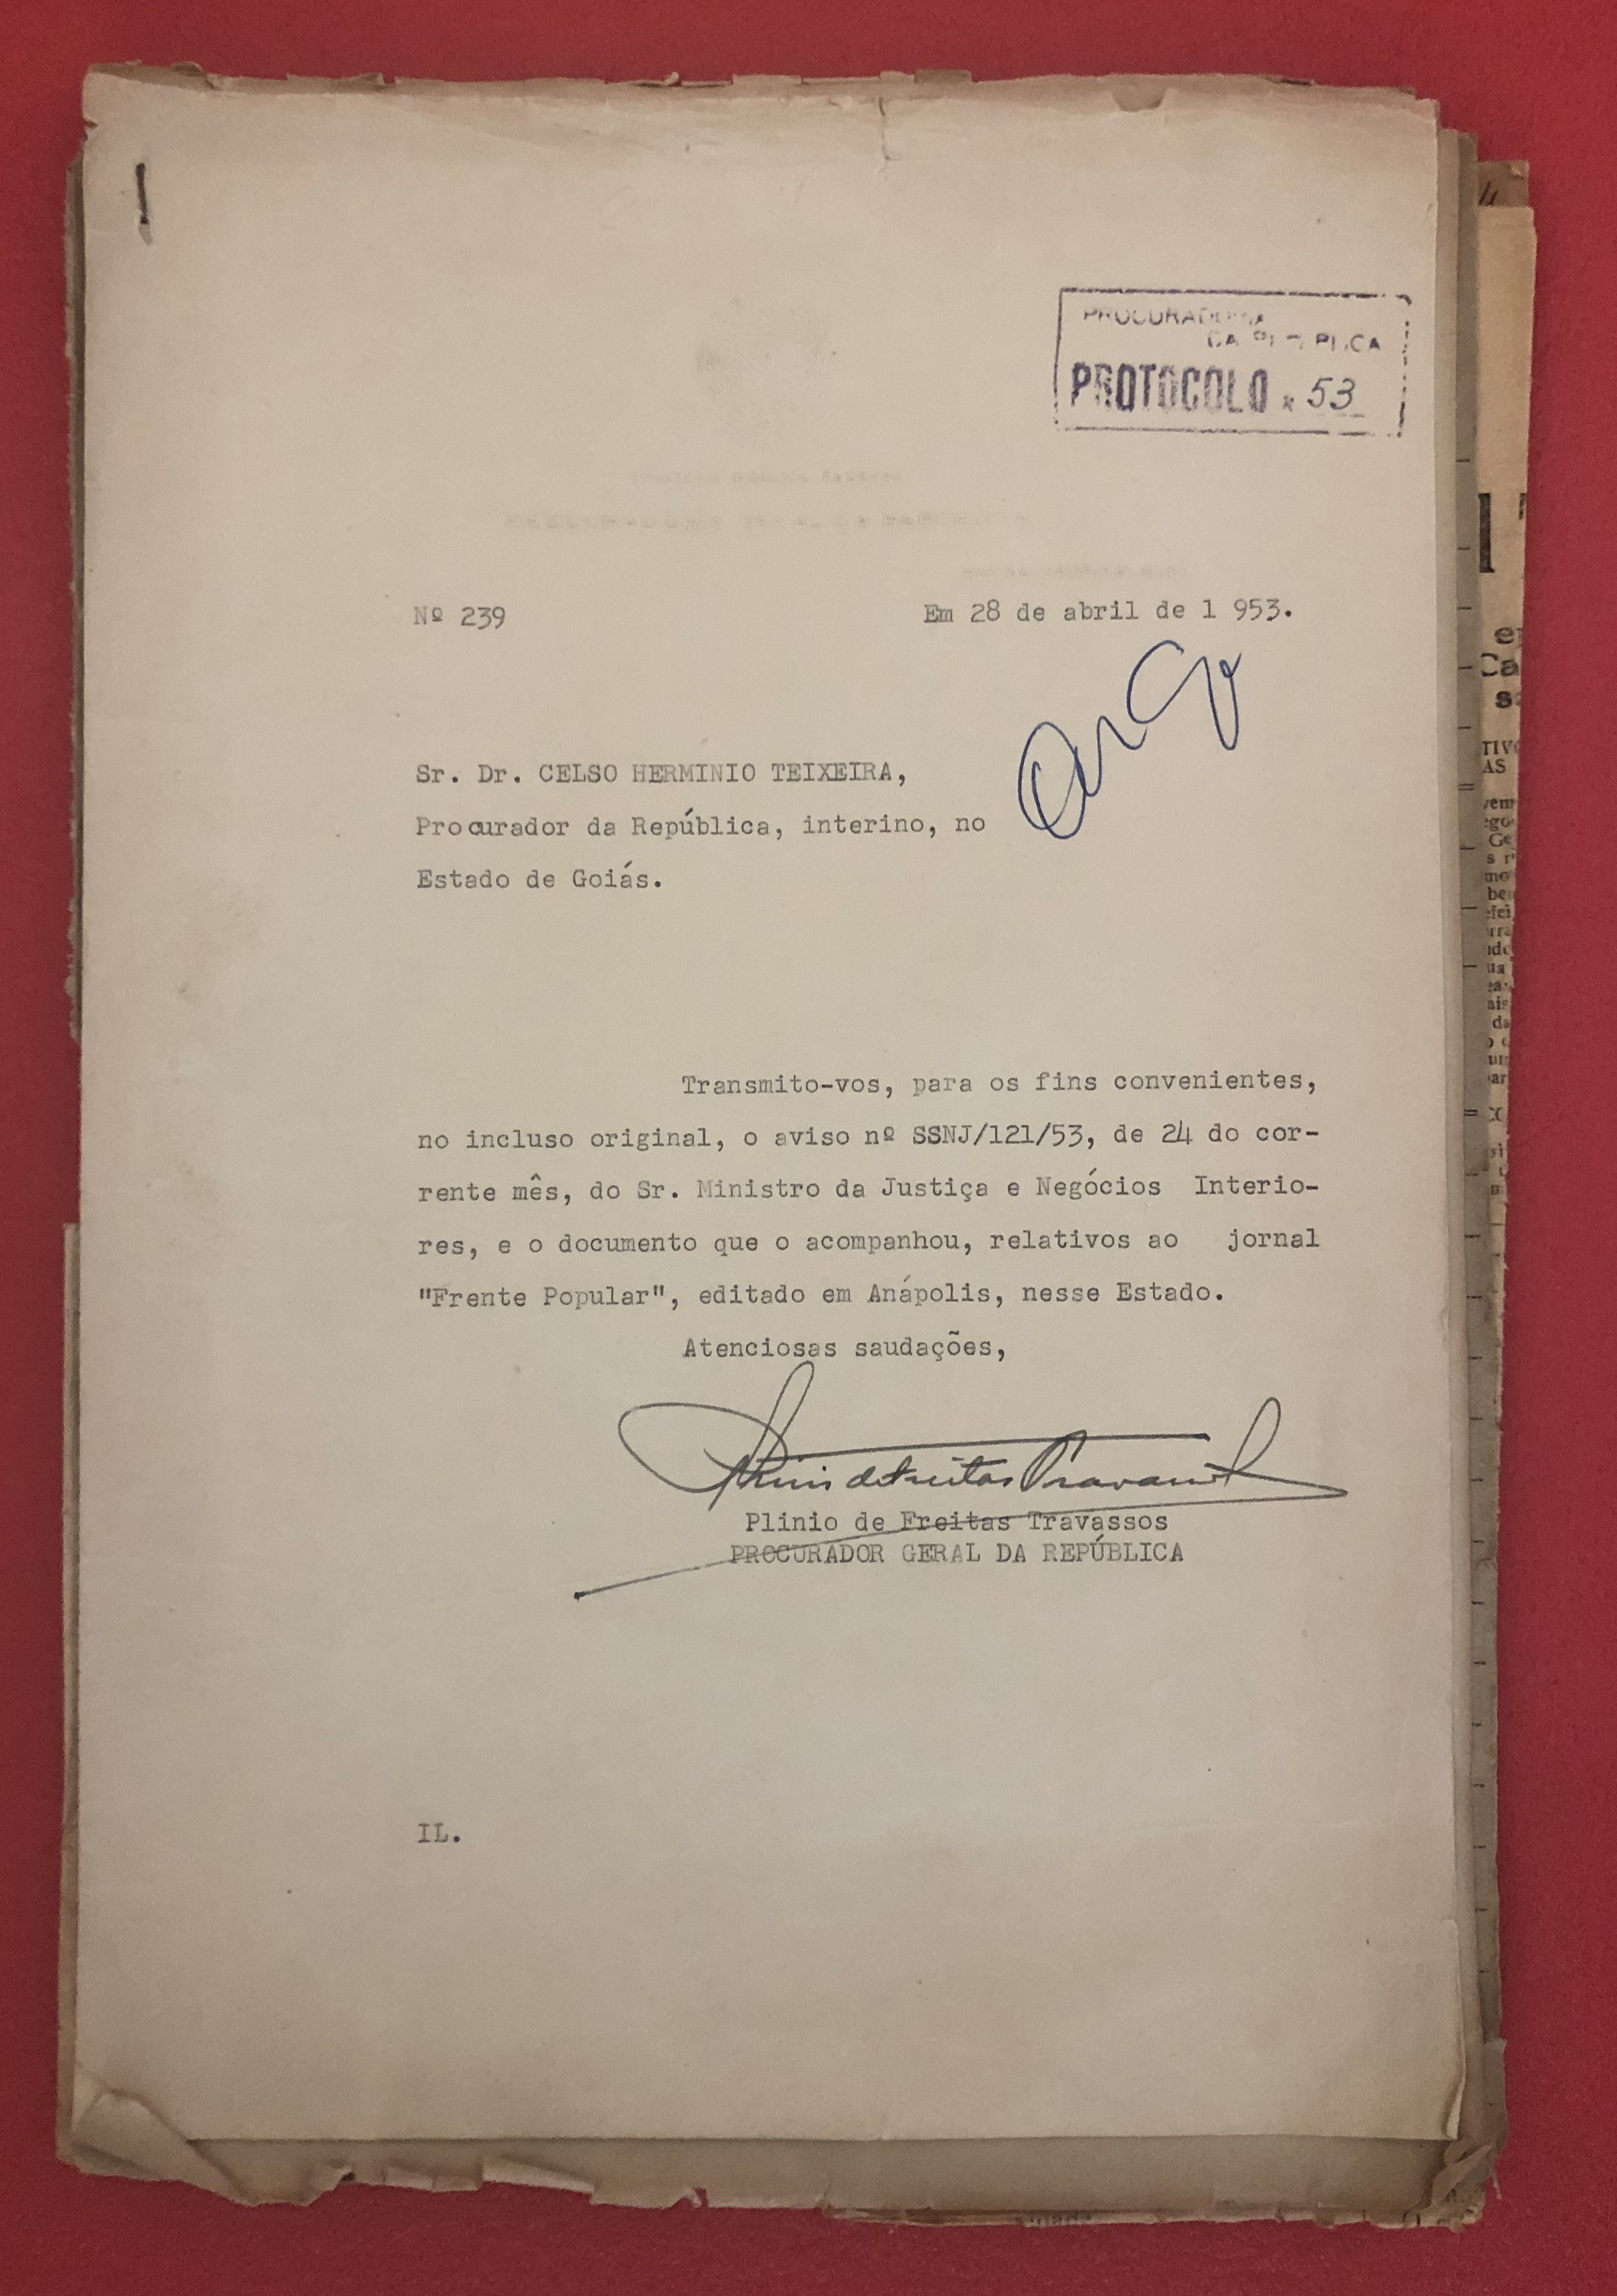 PROTOCOLO 53
Nº 239
Em 28 de abril de 1 953.
Sr. Dr. CELSO HERMINIO TEIXEIRA,
Procurador da República, interino, no
Estado de Goiás.
Transmito-vos, para os fins convenientes,
no incluso original, o aviso nº SSNJ/121/53, de 24 do cor-
rente mês, do Sr. Ministro da Justiça e Negócios Interio-
res, e o documento que o acompanhou, relativos ao jornal
"Frente Popular", editado em Anápolis, nesse Estado.
Atenciosas saudações,
Plinio de Freitas Travassos
PROCURADOR GERAL DA REPÚBLICA
IL.